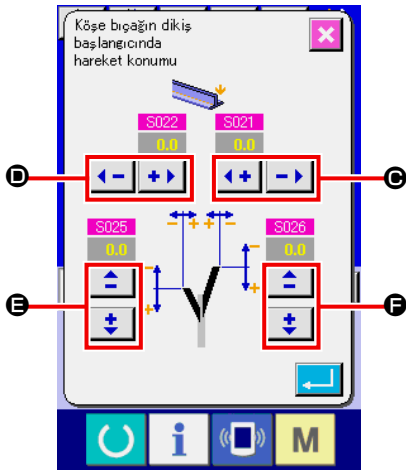 Köşe bıçağın dikiş
başlangıcında
hareket konumu
S022 S021
0.0 0.0
D C
S025 S026
0.0 0.0
E F
M